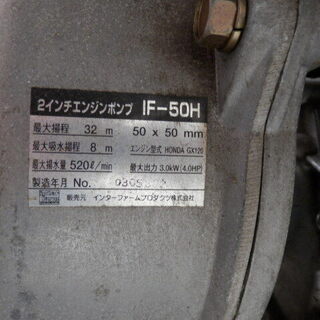 2インチエンジンポンプ IF-50H
最大揚程 32 m 50 x 50 mm
最大吸水揚程 8 m エンジン型式 HONDA GX120
最大揚水量 520ℓ/min 最大出力 3.0kW(4.0HP)
製造年月 No.
販売元 インターファームプロダクツ株式会社